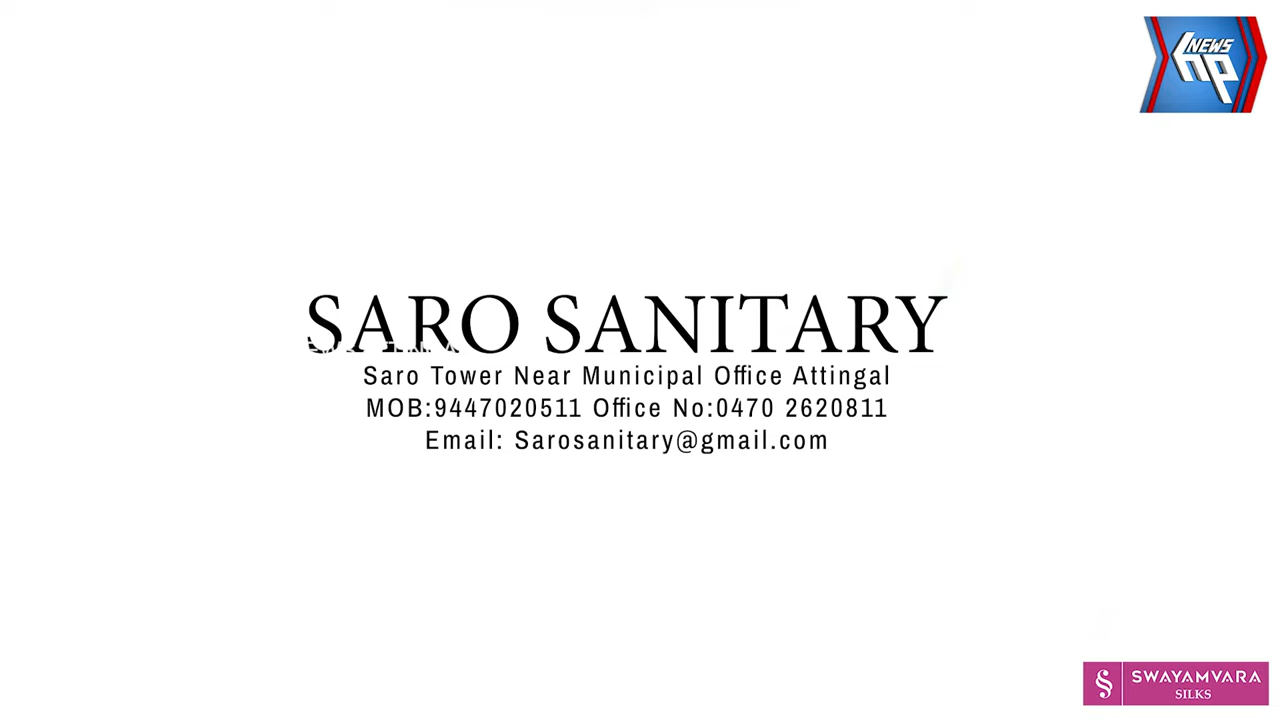 NEWS
hp
SARO SANITARY
Saro Tower Near Municipal Office Attingal
MOB:9447020511 Office No:0470 2620811
Email: Sarosanitary@gmail.com
SWAYAMVARA
SILKS